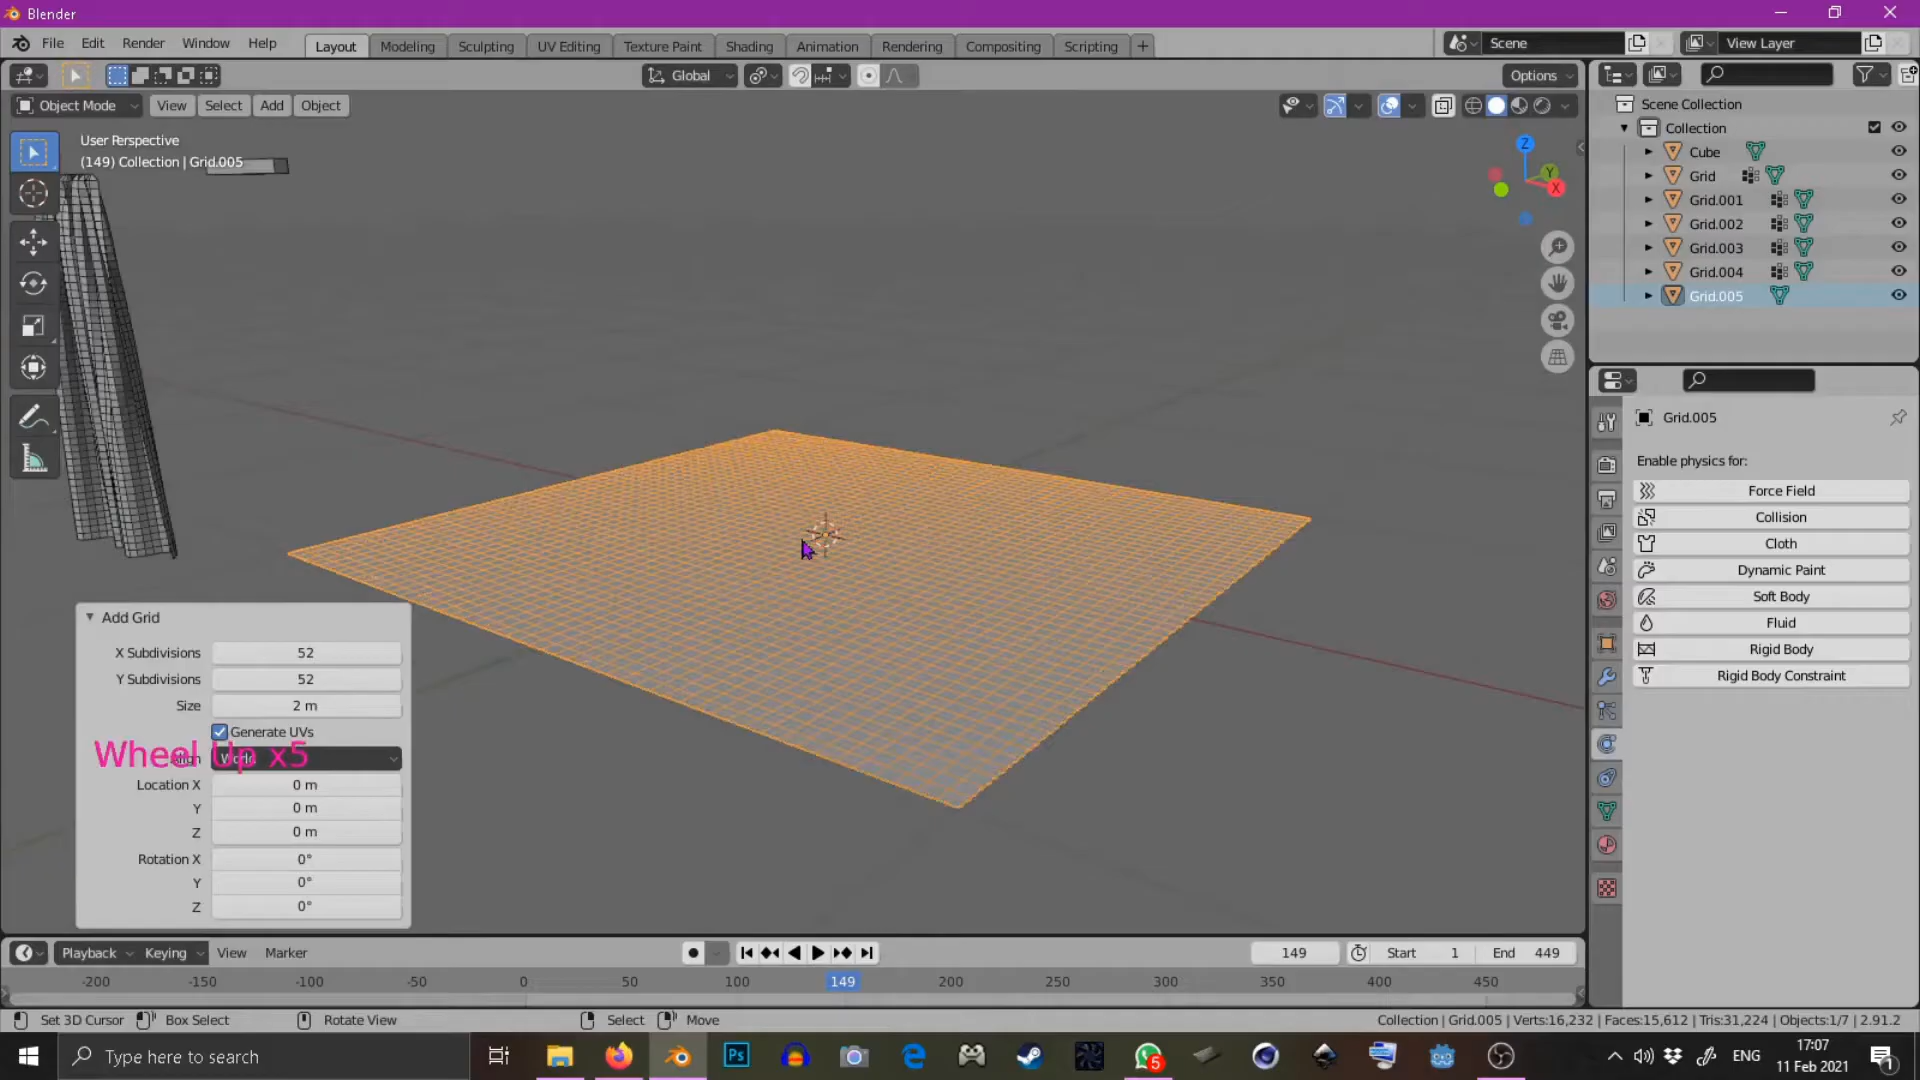 Blender
File Edit Render Window Help Layout Modeling Sculpting UV Editing Texture Paint Shading Animation Rendering Compositing Scripting + Scene View Layer
Global Options
Object Mode View Select Add Object
User Perspective
(149) Collection | Grid.005
Z
Y
X
Scene Collection
Collection
Cube
Grid
Grid.001
Grid.002
Grid.003
Grid.004
Grid.005
Grid.005
Enable physics for:
Force Field
Collision
Cloth
Dynamic Paint
Soft Body
Fluid
Rigid Body
Rigid Body Constraint
Add Grid
X Subdivisions 52
Y Subdivisions 52
Size 2 m
Generate UVs
Wheel Up x5
Location X 0 m
Y 0 m
Z 0 m
Rotation X 0°
Y 0°
Z 0°
Playback Keying View Marker 149 Start 1 End 449
-200 -150 -100 -50 0 50 100 149 200 250 300 350 400 450
Set 3D Cursor Box Select Rotate View Select Move Collection | Grid.005 | Verts:16,232 | Faces:15,612 | Tris:31,224 | Objects:1/7 | 2.91.2
Type here to search Ps 5 ENG 17:07
11 Feb 2021 1